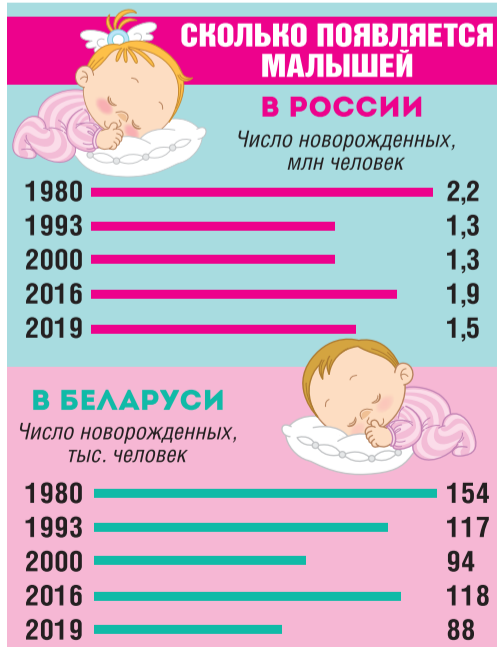 СКОЛЬКО ПОЯВЛЯЕТСЯ
МАЛЫШЕЙ
В РОССИИ
Число новорожденных,
млн человек
1980 2,2
1993 1,3
2000 1,3
2016 1,9
2019 1,5
В БЕЛАРУСИ
Число новорожденных,
тыс. человек
1980 154
1993 117
2000 94
2016 118
2019 88